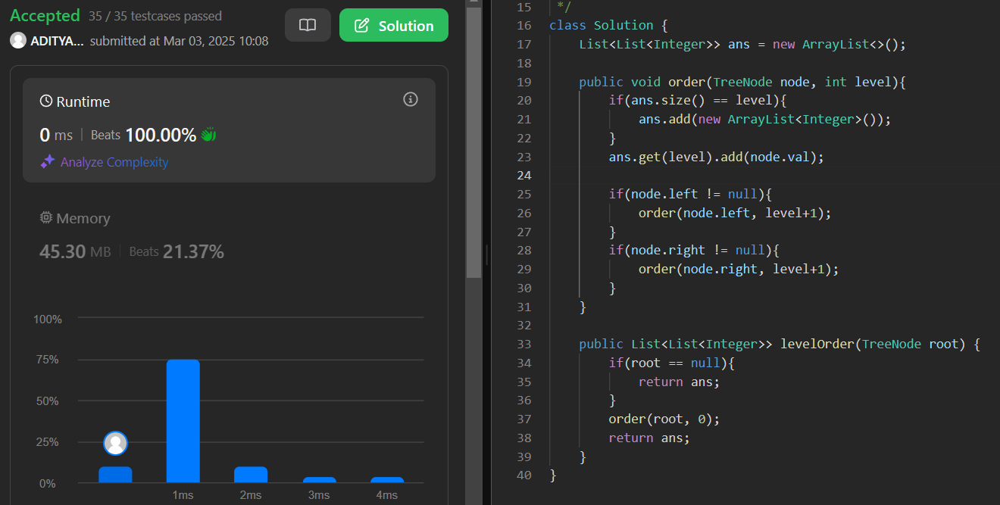 Accepted 35 / 35 testcases passed
ADITYA... submitted at Mar 03, 2025 10:08
Solution
Runtime
0 ms | Beats 100.00%
Analyze Complexity
Memory
45.30 MB | Beats 21.37%
100%
75%
50%
25%
0%
1ms 2ms 3ms 4ms
15 */
16 class Solution {
17 List<List<Integer>> ans = new ArrayList<>();
18
19 public void order(TreeNode node, int level){
20 if(ans.size() == level){
21 ans.add(new ArrayList<Integer>());
22 }
23 ans.get(level).add(node.val);
24
25 if(node.left != null){
26 order(node.left, level+1);
27 }
28 if(node.right != null){
29 order(node.right, level+1);
30 }
31 }
32
33 public List<List<Integer>> levelOrder(TreeNode root) {
34 if(root == null){
35 return ans;
36 }
37 order(root, 0);
38 return ans;
39 }
40 }